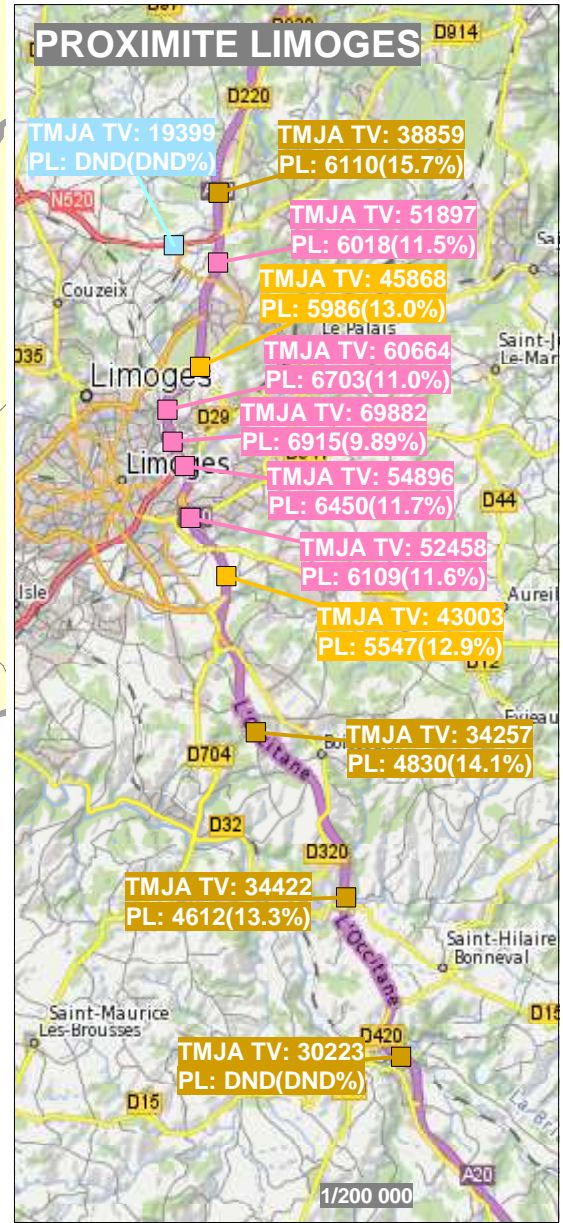 PROXIMITE LIMOGES
D914
D220
TMJA TV: 19399
PL: DND(DND%)
TMJA TV: 38859
PL: 6110(15.7%)
N520
TMJA TV: 51897
PL: 6018(11.5%)
Couzeix
TMJA TV: 45868
PL: 5986(13.0%)
Le Palais
D35
Limoges
TMJA TV: 60664
PL: 6703(11.0%)
D29
TMJA TV: 69882
PL: 6915(9.89%)
Limoges
TMJA TV: 54896
PL: 6450(11.7%)
D44
TMJA TV: 52458
PL: 6109(11.6%)
Isle
TMJA TV: 43003
PL: 5547(12.9%)
D12
L'Occitane
TMJA TV: 34257
PL: 4830(14.1%)
D704
D32
D320
TMJA TV: 34422
PL: 4612(13.3%)
L'Occitane
Saint-Hilaire
Bonneval
Saint-Maurice
Les-Brousses
D15
D420
TMJA TV: 30223
PL: DND(DND%)
D15
A20
1/200 000